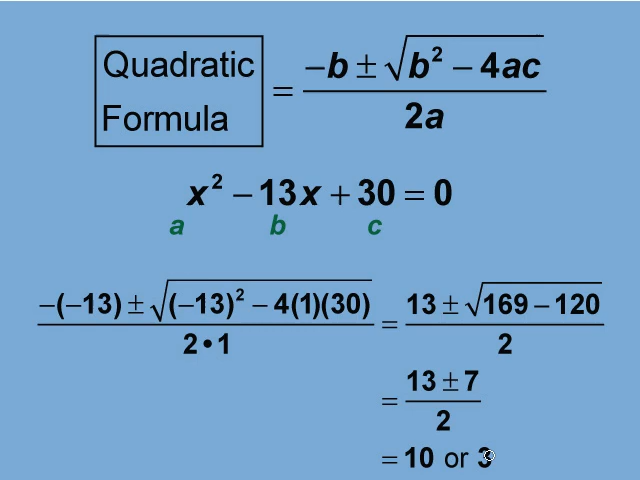 Quadratic Formula = (−b ± √(b² − 4ac)) / 2a
x² − 13x + 30 = 0
a b c
(−(−13) ± √((−13)² − 4(1)(30))) / 2•1 = (13 ± √(169 − 120)) / 2
= (13 ± 7) / 2
= 10 or 3